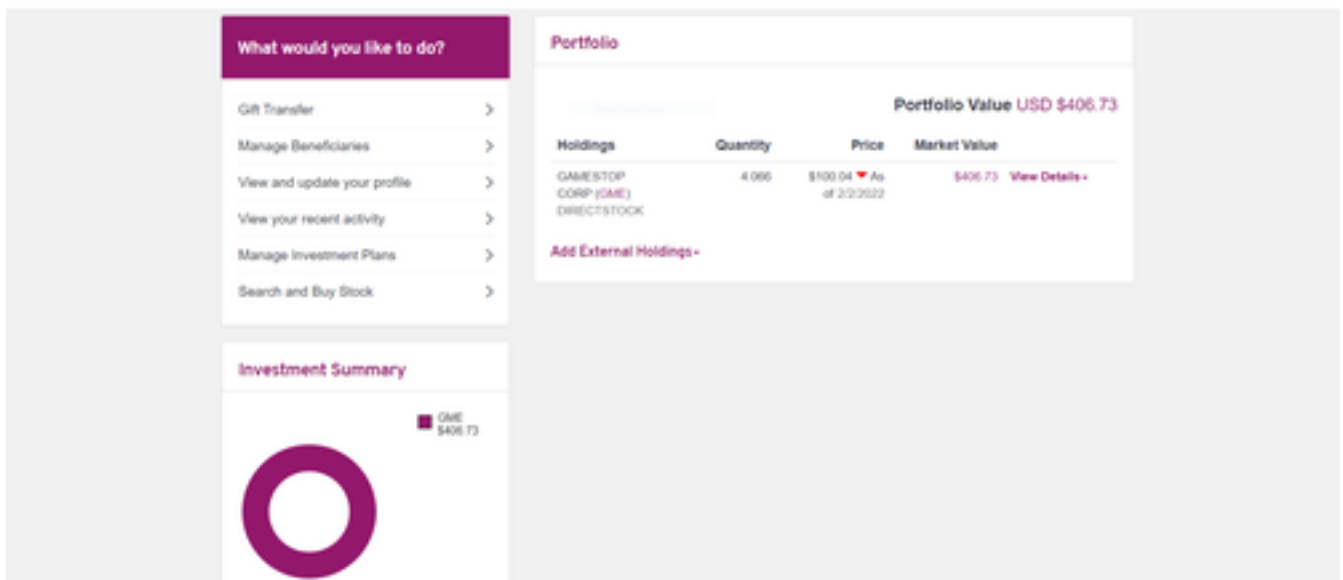 What would you like to do?
Gift Transfer
Manage Beneficiaries
View and update your profile
View your recent activity
Manage Investment Plans
Search and Buy Stock
Investment Summary
GME
$406.73
Portfolio
Portfolio Value USD $406.73
Holdings Quantity Price Market Value
GAMESTOP 4.066 $100.04 As $406.73 View Details
CORP (GME) of 2/2/2022
DIRECTSTOCK
Add External Holdings